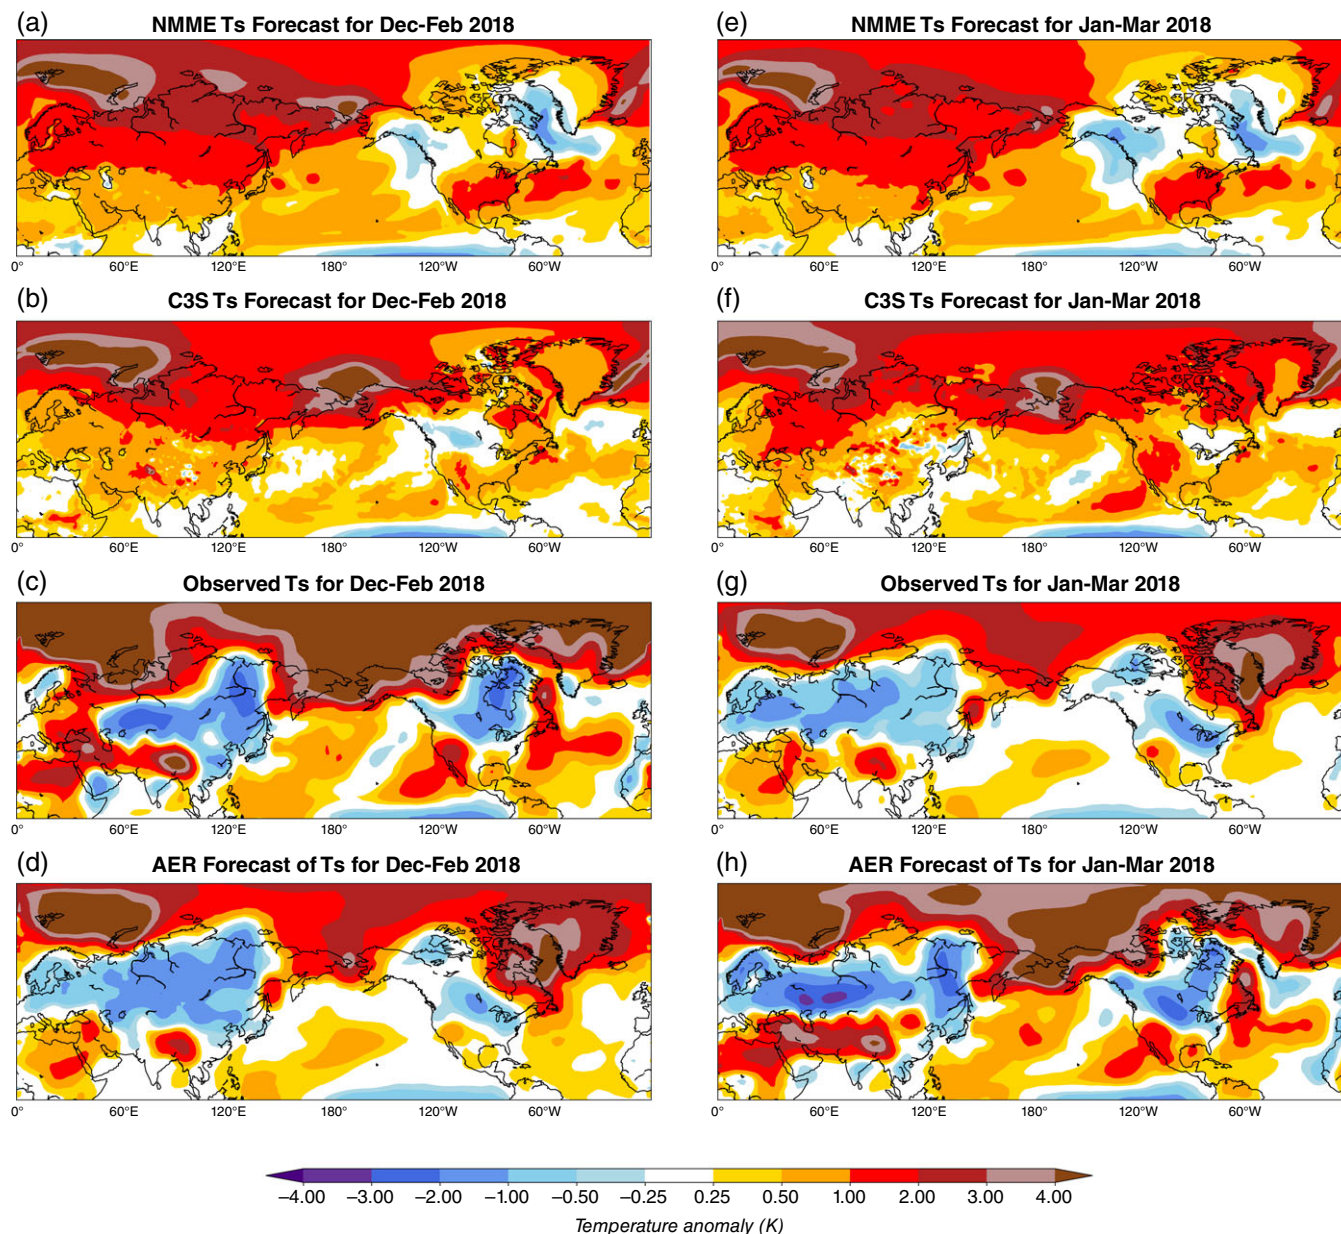 (a) NMME Ts Forecast for Dec-Feb 2018
0° 60°E 120°E 180° 120°W 60°W
(b) C3S Ts Forecast for Dec-Feb 2018
0° 60°E 120°E 180° 120°W 60°W
(c) Observed Ts for Dec-Feb 2018
0° 60°E 120°E 180° 120°W 60°W
(d) AER Forecast of Ts for Dec-Feb 2018
0° 60°E 120°E 180° 120°W 60°W
(e) NMME Ts Forecast for Jan-Mar 2018
0° 60°E 120°E 180° 120°W 60°W
(f) C3S Ts Forecast for Jan-Mar 2018
0° 60°E 120°E 180° 120°W 60°W
(g) Observed Ts for Jan-Mar 2018
0° 60°E 120°E 180° 120°W 60°W
(h) AER Forecast of Ts for Jan-Mar 2018
0° 60°E 120°E 180° 120°W 60°W
–4.00 –3.00 –2.00 –1.00 –0.50 –0.25 0.25 0.50 1.00 2.00 3.00 4.00
Temperature anomaly (K)